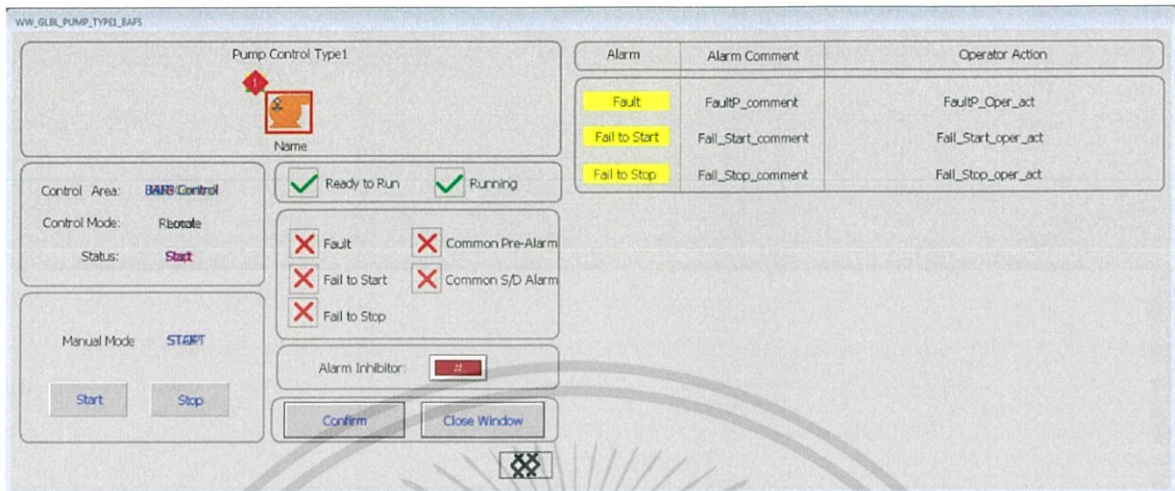 WW_GLBL_PUMP_TYPE1_BAFS
Pump Control Type1
1
Name
Control Area: Control
Control Mode:
Status:
Manual Mode
Start Stop
Ready to Run Running
Fault Common Pre-Alarm
Fail to Start Common S/D Alarm
Fail to Stop
Alarm Inhibitor: #
Confirm Close Window
Alarm Alarm Comment Operator Action
Fault FaultP_comment FaultP_Oper_act
Fail to Start Fail_Start_comment Fail_Start_oper_act
Fail to Stop Fail_Stop_comment Fail_Stop_oper_act